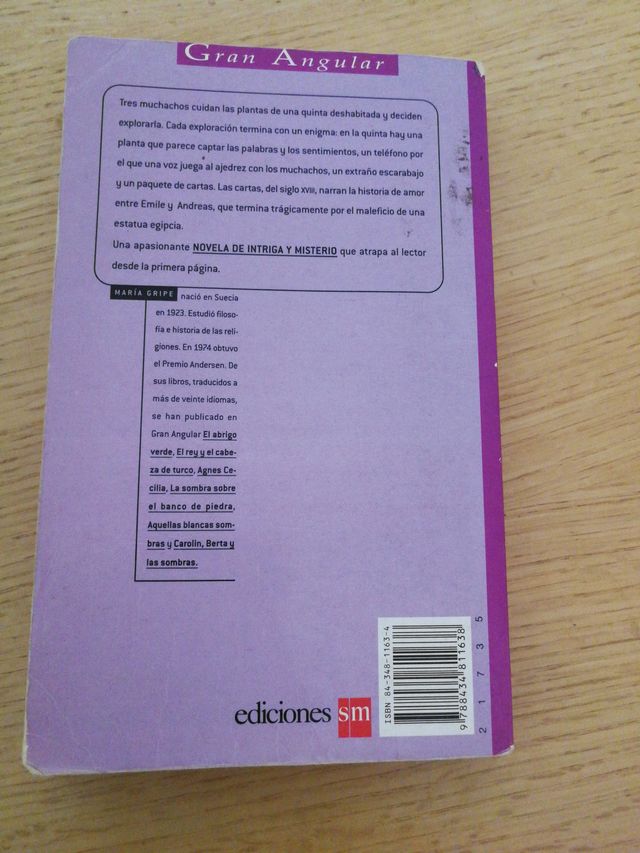 Gran Angular
Tres muchachos cuidan las plantas de una quinta deshabitada y deciden
explorarla. Cada exploración termina con un enigma: en la quinta hay una
planta que parece captar las palabras y los sentimientos, un teléfono por
el que una voz juega al ajedrez con los muchachos, un extraño escarabajo
y un paquete de cartas. Las cartas, del siglo XVIII, narran la historia de amor
entre Emile y Andreas, que termina trágicamente por el maleficio de una
estatua egipcia.
Una apasionante NOVELA DE INTRIGA Y MISTERIO que atrapa al lector
desde la primera página.
MARÍA GRIPE nació en Suecia
en 1923. Estudió filoso-
fía e historia de las reli-
giones. En 1974 obtuvo
el Premio Andersen. De
sus libros, traducidos a
más de veinte idiomas,
se han publicado en
Gran Angular El abrigo
verde, El rey y el cabe-
za de turco, Agnes Ce-
cilia, La sombra sobre
el banco de piedra,
Aquellas blancas som-
bras y Carolin, Berta y
las sombras.
ediciones sm
ISBN 84-348-1163-4
9788434811638
21735